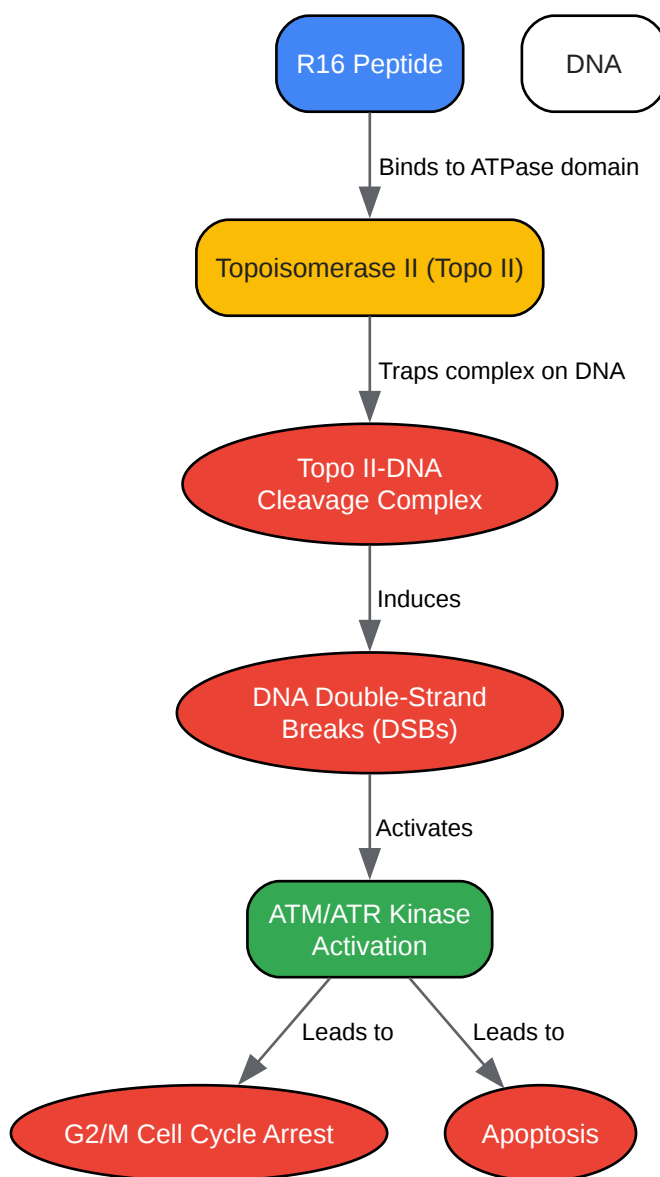 R16 Peptide
DNA
Binds to ATPase domain
Topoisomerase II (Topo II)
Traps complex on DNA
Topo II-DNA
Cleavage Complex
Induces
DNA Double-Strand
Breaks (DSBs)
Activates
ATM/ATR Kinase
Activation
Leads to
Leads to
G2/M Cell Cycle Arrest
Apoptosis